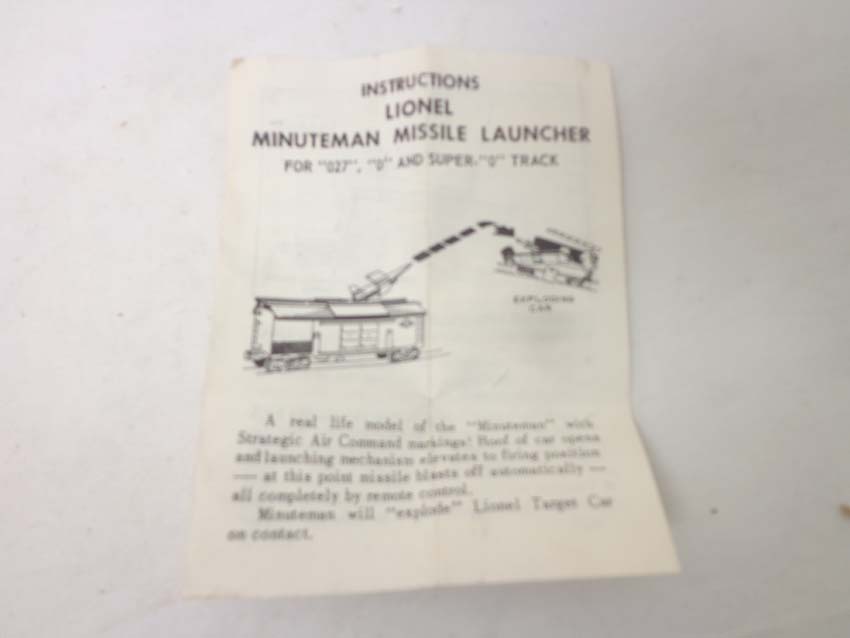 INSTRUCTIONS
LIONEL
MINUTEMAN MISSILE LAUNCHER
FOR "027", "0" AND SUPER-"0" TRACK
EXPLODING
CAR
A real life model of the "Minuteman" with
Strategic Air Command markings! Roof of car opens
and launching mechanism elevates to firing position
— at this point missile blasts off automatically —
all completely by remote control.
Minuteman will "explode" Lionel Target Car
on contact.